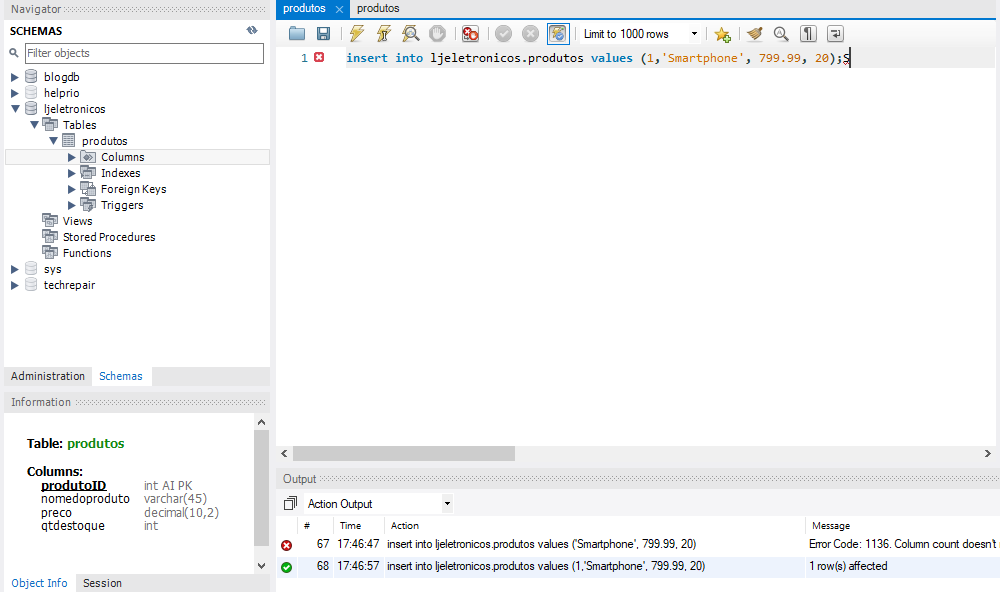 Navigator
SCHEMAS
Filter objects
blogdb
helprio
ljeletronicos
Tables
produtos
Columns
Indexes
Foreign Keys
Triggers
Views
Stored Procedures
Functions
sys
techrepair
Administration Schemas
Information
Table: produtos
Columns:
produtoID int AI PK
nomedoproduto varchar(45)
preco decimal(10,2)
qtdestoque int
Object Info Session
produtos produtos
Limit to 1000 rows
1 insert into ljeletronicos.produtos values (1,'Smartphone', 799.99, 20);S
Output
Action Output
# Time Action Message
67 17:46:47 insert into ljeletronicos.produtos values ('Smartphone', 799.99, 20) Error Code: 1136. Column count doesn't
68 17:46:57 insert into ljeletronicos.produtos values (1,'Smartphone', 799.99, 20) 1 row(s) affected